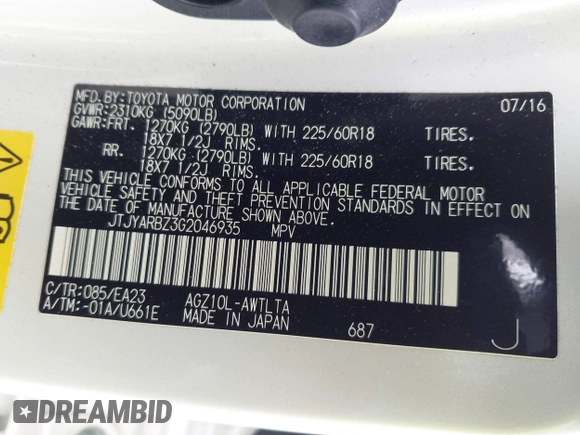 MFD.BY:TOYOTA MOTOR CORPORATION 07/16
GVWR:2310KG (5090LB)
GAWR:FRT. 1270KG (2790LB) WITH 225/60R18 TIRES.
18X7 1/2J RIMS.
RR. 1270KG (2790LB) WITH 225/60R18 TIRES.
18X7 1/2J RIMS.
THIS VEHICLE CONFORMS TO ALL APPLICABLE FEDERAL MOTOR
VEHICLE SAFETY AND THEFT PREVENTION STANDARDS IN EFFECT ON
THE DATE OF MANUFACTURE SHOWN ABOVE.
JTJYARBZ3G2046935 MPV
C/TR:085/EA23 AGZ10L-AWTLTA
A/TM:-01A/U661E MADE IN JAPAN 687 J
DREAMBID